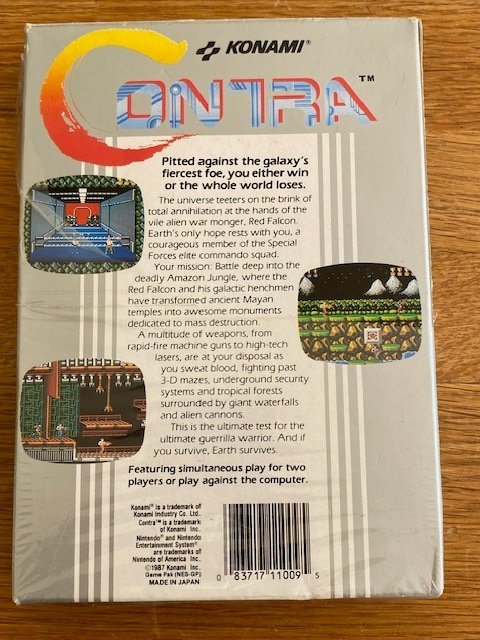 KONAMI®
CONTRA™
Pitted against the galaxy's
fiercest foe, you either win
or the whole world loses.
The universe teeters on the brink of
total annihilation at the hands of the
vile alien war monger, Red Falcon.
Earth's only hope rests with you, a
courageous member of the Special
Forces elite commando squad.
Your mission: Battle deep into the
deadly Amazon Jungle, where the
Red Falcon and his galactic henchmen
have transformed ancient Mayan
temples into awesome monuments
dedicated to mass destruction.
A multitude of weapons, from
rapid-fire machine guns to high-tech
lasers, are at your disposal as
you sweat blood, fighting past
3-D mazes, underground security
systems and tropical forests
surrounded by giant waterfalls
and alien cannons.
This is the ultimate test for the
ultimate guerrilla warrior. And if
you survive, Earth survives.
Featuring simultaneous play for two
players or play against the computer.
Konami® is a trademark of
Konami Industry Co. Ltd.
Contra™ is a trademark
of Konami Inc.
Nintendo® and Nintendo
Entertainment System®
are trademarks of
Nintendo of America Inc.
©1987 Konami Inc.
Game Pak (NES-GP)
MADE IN JAPAN
0 83717 11009 5